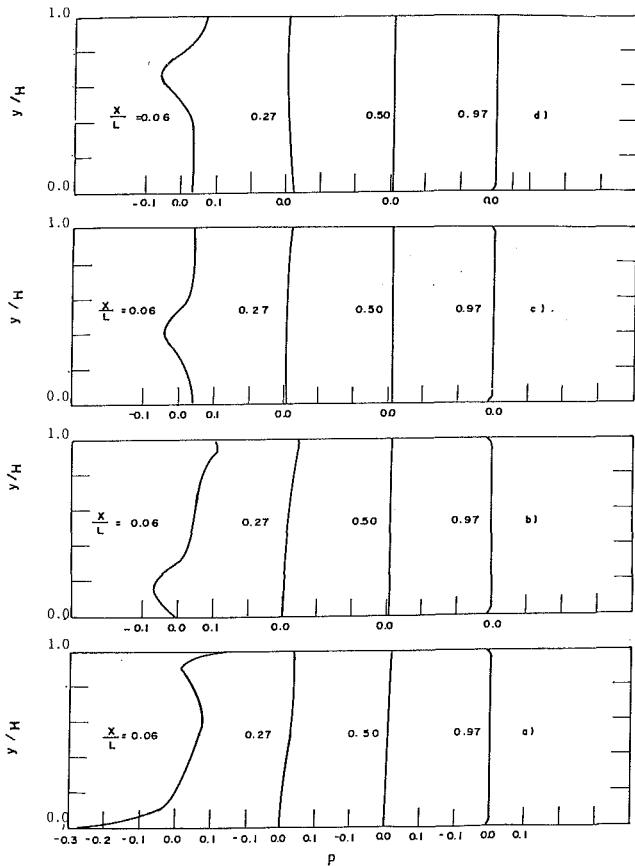 1.0
y/H
X/L = 0.06 0.27 0.50 0.97 d)
0.0
-0.1 0.0 0.1 0.0 0.0 0.0
1.0
y/H
X/L = 0.06 0.27 0.50 0.97 c)
0.0
-0.1 0.0 0.1 0.0 0.0 0.0
1.0
y/H
X/L = 0.06 0.27 0.50 0.97 b)
0.0
-0.1 0.0 0.1 0.0 0.0 0.0
1.0
y/H
X/L = 0.06 0.27 0.50 0.97 a)
0.0
-0.3 -0.2 -0.1 0.0 0.1 -0.1 0.0 0.1 -0.1 0.0 0.1 -0.1 0.0 0.1
p